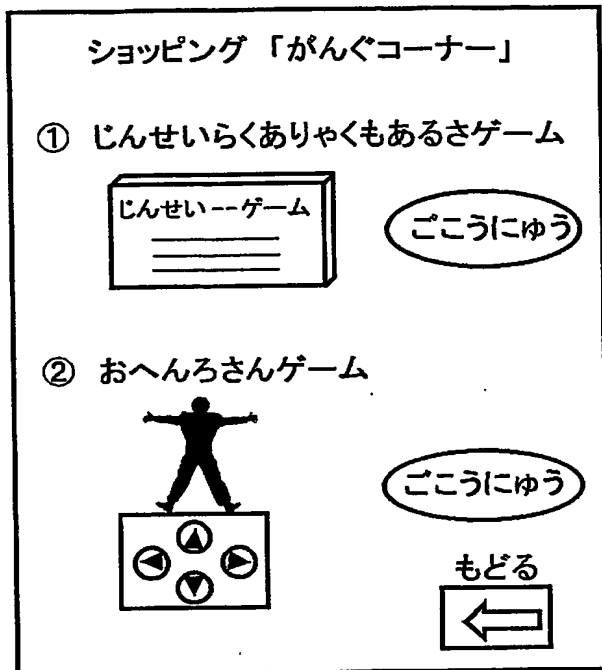 ショッピング「がんぐコーナー」
① じんせいらくありゃくもあるさゲーム
じんせい--ゲーム
ごこうにゅう
② おへんろさんゲーム
ごこうにゅう
もどる